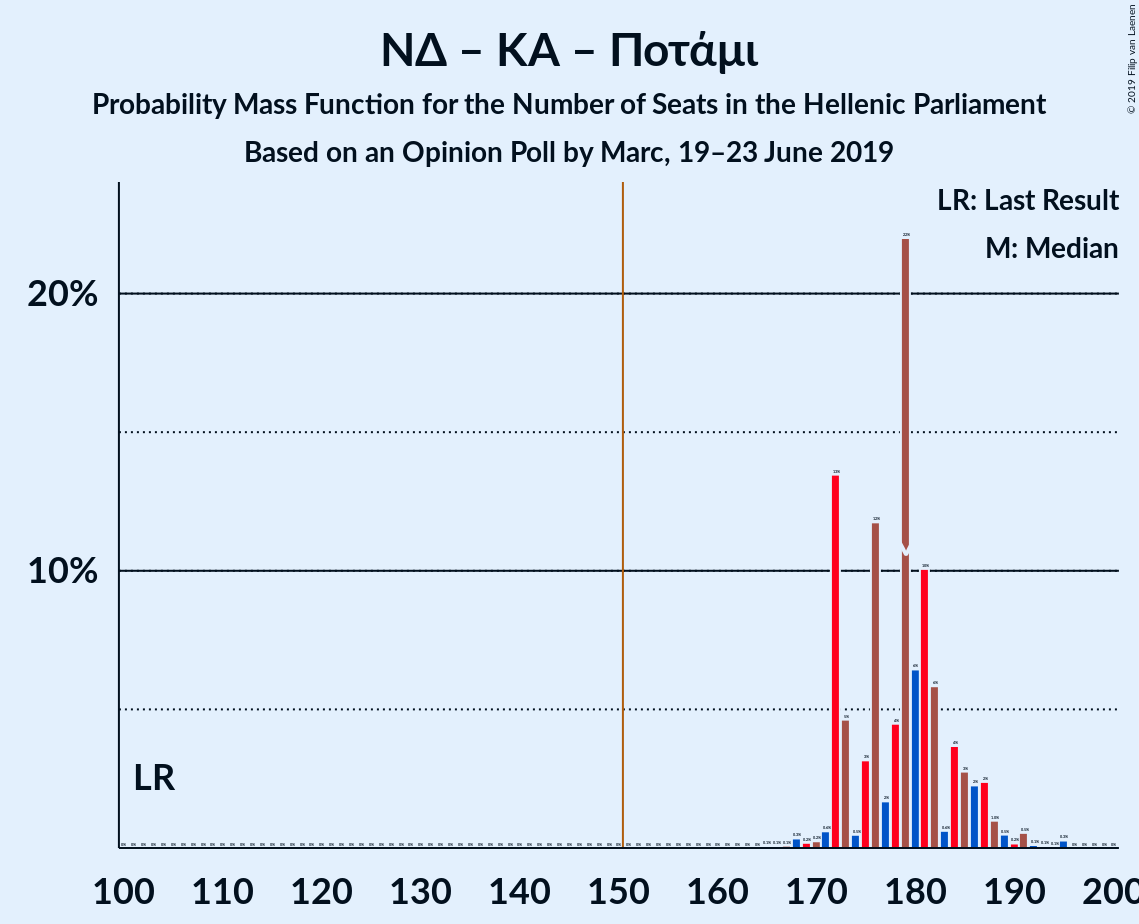 ΝΔ – ΚΑ – Ποτάμι
Probability Mass Function for the Number of Seats in the Hellenic Parliament
Based on an Opinion Poll by Marc, 19–23 June 2019
© 2019 Filip van Laenen
LR: Last Result
M: Median
20%
10%
LR
100 110 120 130 140 150 160 170 180 190 200